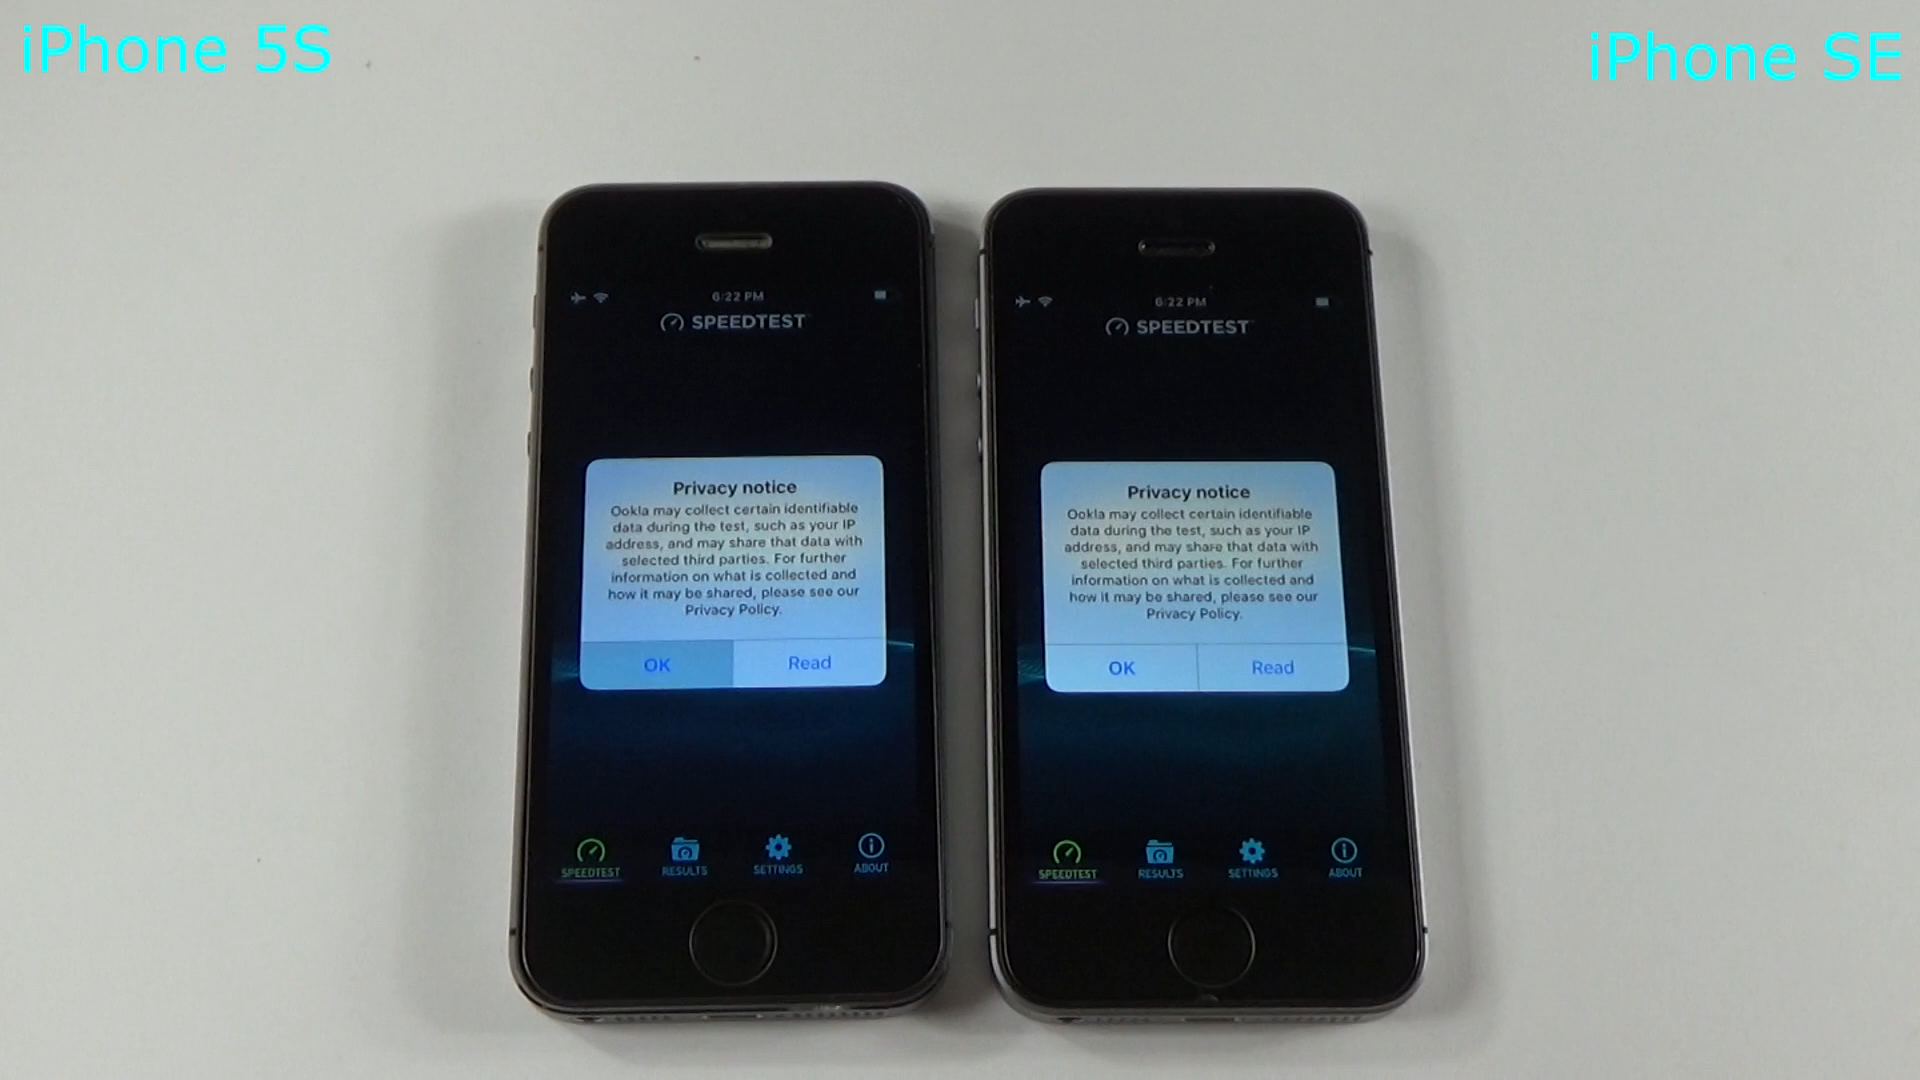 iPhone 5S
iPhone SE
6:22 PM
SPEEDTEST
Privacy notice
Ookla may collect certain identifiable
data during the test, such as your IP
address, and may share that data with
selected third parties. For further
information on what is collected and
how it may be shared, please see our
Privacy Policy.
OK Read
SPEEDTEST RESULTS SETTINGS ABOUT
6:22 PM
SPEEDTEST
Privacy notice
Ookla may collect certain identifiable
data during the test, such as your IP
address, and may share that data with
selected third parties. For further
information on what is collected and
how it may be shared, please see our
Privacy Policy.
OK Read
SPEEDTEST RESULTS SETTINGS ABOUT